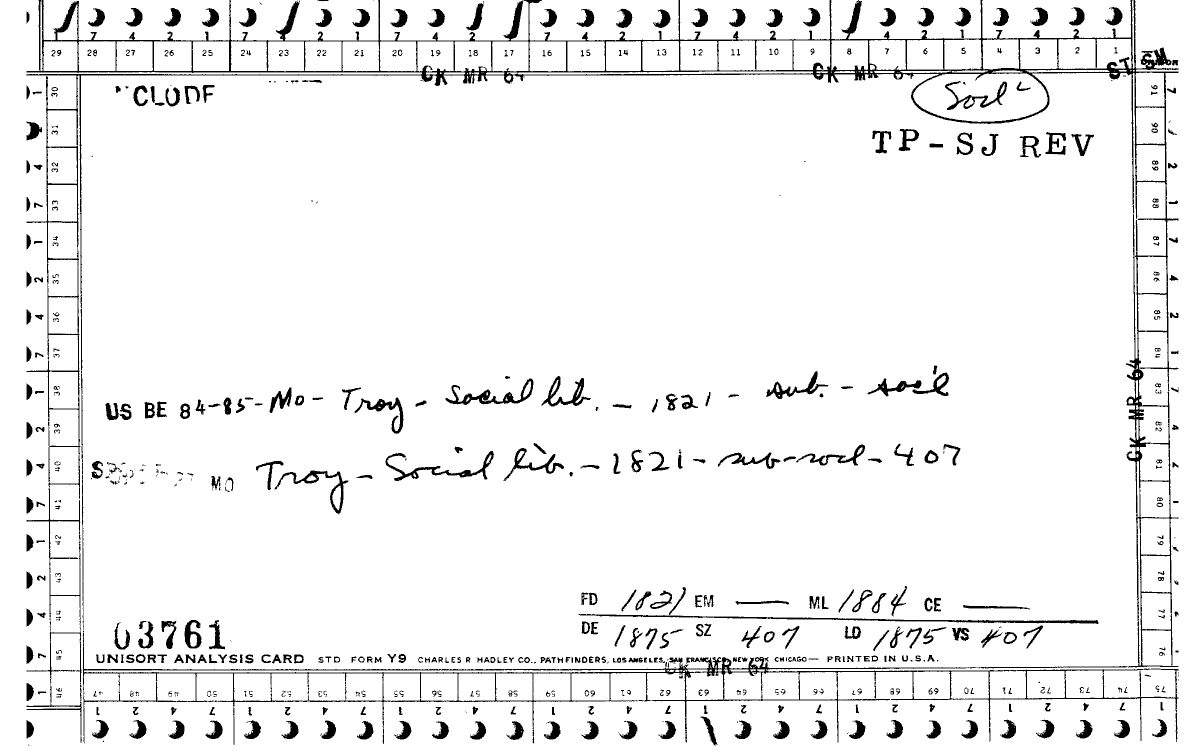 7 4 2 1 7 4 2 1 7 4 2 1 7 4 2 1 7 4 2 1 7 4 2 1 7 4 2 1
29 28 27 26 25 24 23 22 21 20 19 18 17 16 15 14 13 12 11 10 9 8 7 6 5 4 3 2 1
CK MR 64 CK MR 64 ST
CLODE
Socl
TP-SJ REV
US BE 84-85-Mo- Troy - Social lib. - 1821 - sub. - soc'l
MO Troy - Social lib. - 1821 - sub-socl - 407
CK MR 64
FD 1821 EM — ML 1884 CE —
DE 1875 SZ 407 LD 1875 VS 407
03761
UNISORT ANALYSIS CARD STD FORM Y9 CHARLES R HADLEY CO., PATHFINDERS, LOS ANGELES, SAN FRANCISCO, NEW YORK, CHICAGO — PRINTED IN U.S.A.
CK MR 64
30 31 32 33 34 35 36 37 38 39 40 41 42 43 44 45 46
91 90 89 88 87 86 85 84 83 82 81 80 79 78 77 76 75
47 48 49 50 51 52 53 54 55 56 57 58 59 60 61 62 63 64 65 66 67 68 69 70 71 72 73 74